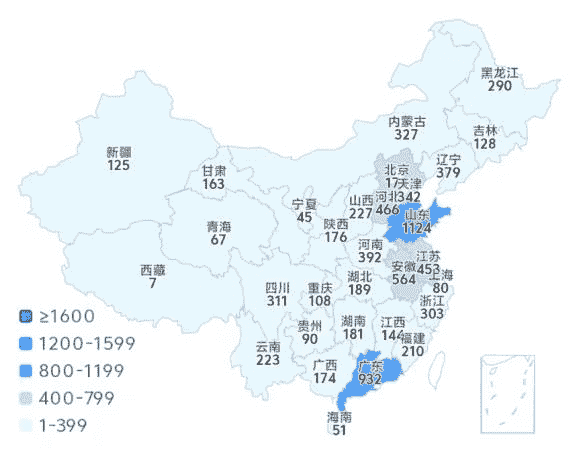 黑龙江
290
内蒙古
327
吉林
128
新疆
125
辽宁
379
甘肃
163
北京
17
天津
342
河北
466
山西
227
宁夏
45
山东
1124
青海
67
陕西
176
河南
392
江苏
453
安徽
564
上海
80
西藏
7
四川
311
重庆
108
湖北
189
浙江
303
贵州
90
湖南
181
江西
144
福建
210
云南
223
广西
174
广东
932
海南
51
≥1600
1200-1599
800-1199
400-799
1-399